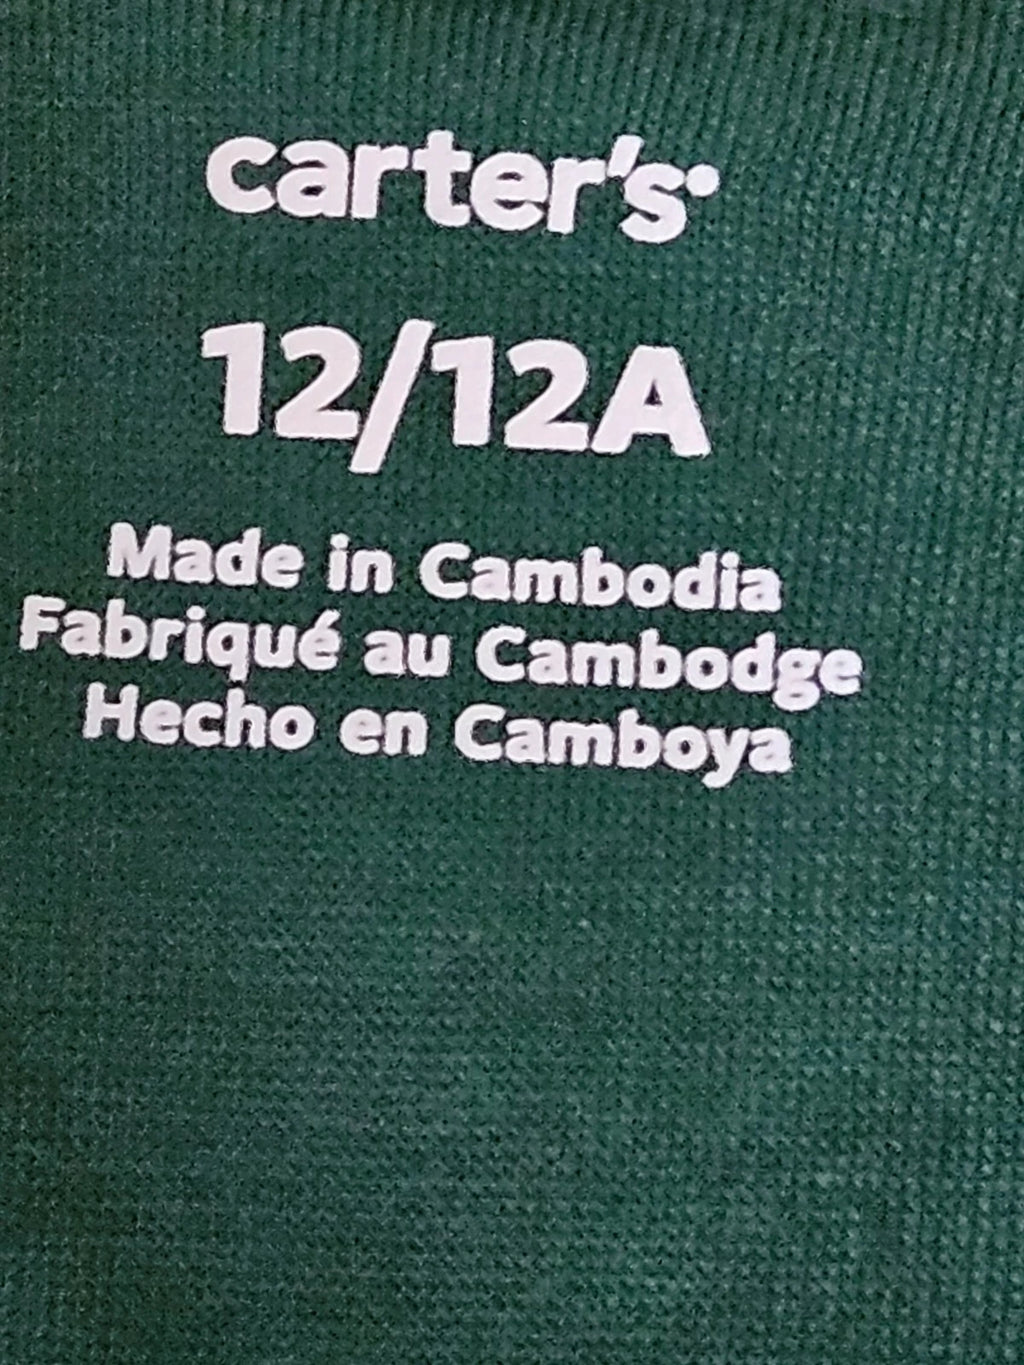 carter's
12/12A
Made in Cambodia
Fabriqué au Cambodge
Hecho en Camboya